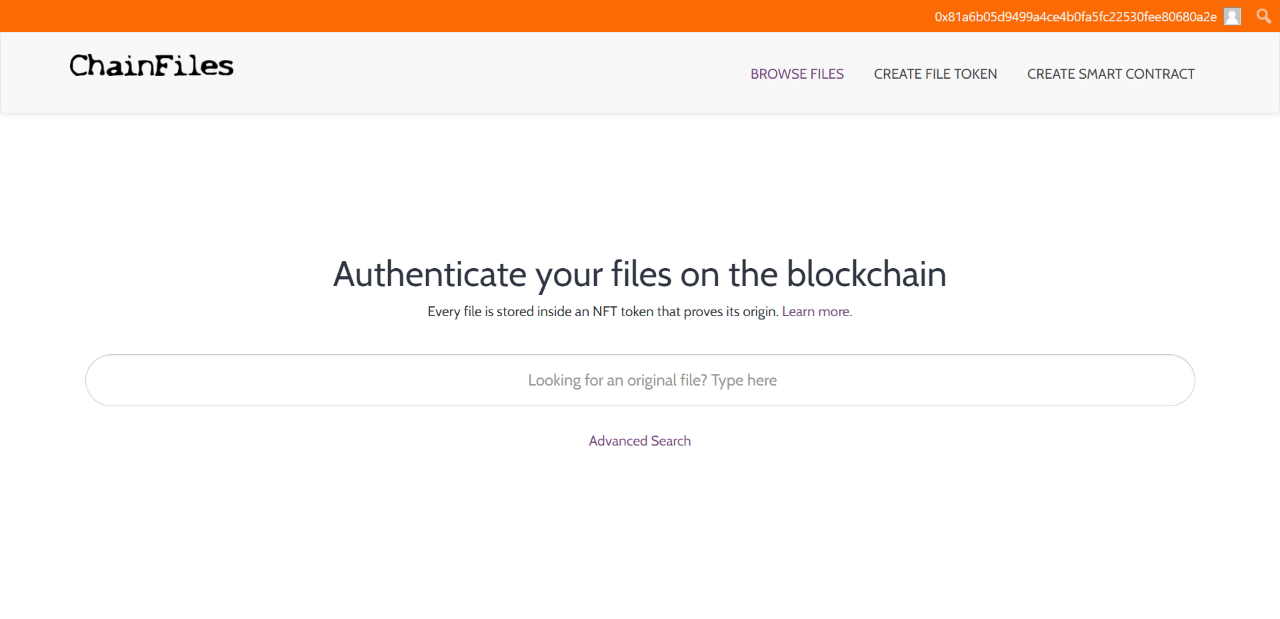 0x81a6b05d9499a4ce4b0fa5fc22530fee80680a2e
ChainFiles
BROWSE FILES CREATE FILE TOKEN CREATE SMART CONTRACT
Authenticate your files on the blockchain
Every file is stored inside an NFT token that proves its origin. Learn more.
Looking for an original file? Type here
Advanced Search